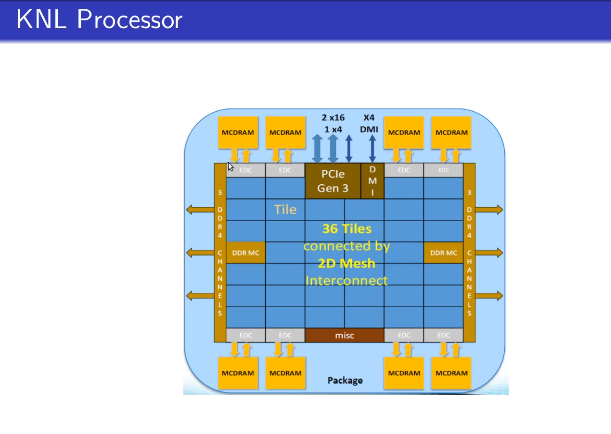 KNL Processor
2 x16 X4
1 x4 DMI
MCDRAM MCDRAM MCDRAM MCDRAM
EDC EDC PCIe Gen 3 DMI EDC EDC
3 DDR4 CHANNELS
3 DDR4 CHANNELS
Tile
36 Tiles
connected by
DDR MC 2D Mesh DDR MC
Interconnect
EDC EDC misc EDC EDC
MCDRAM MCDRAM MCDRAM MCDRAM
Package